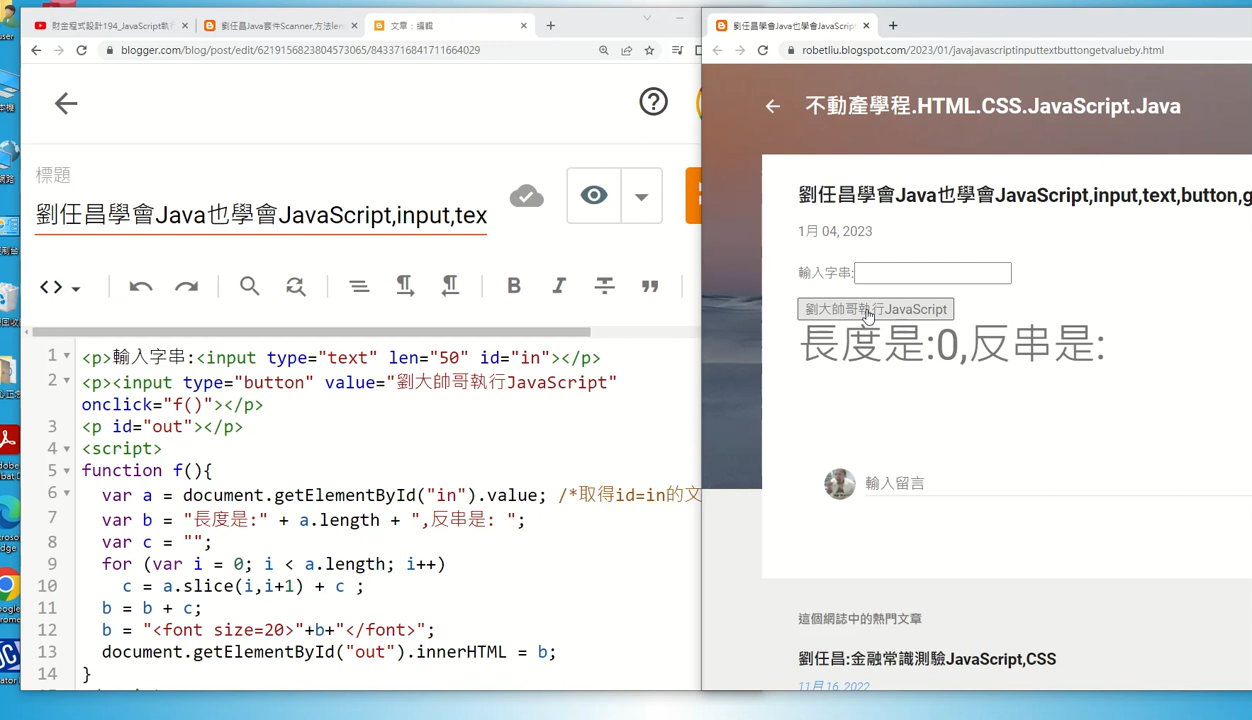 財金程式設計194_JavaScript執行
劉任昌Java套件Scanner,方法len
文章:編輯
blogger.com/blog/post/edit/6219156823804573065/8433716841711664029
標題
劉任昌學會Java也學會JavaScript,input,tex
B I
1 <p>輸入字串:<input type="text" len="50" id="in"></p>
2 <p><input type="button" value="劉大帥哥執行JavaScript"
onclick="f()"></p>
3 <p id="out"></p>
4 <script>
5 function f(){
6 var a = document.getElementById("in").value; /*取得id=in的文
7 var b = "長度是:" + a.length + ",反串是: ";
8 var c = "";
9 for (var i = 0; i < a.length; i++)
10 c = a.slice(i,i+1) + c ;
11 b = b + c;
12 b = "<font size=20>"+b+"</font>";
13 document.getElementById("out").innerHTML = b;
14 }
劉任昌學會Java也學會JavaScript
robetliu.blogspot.com/2023/01/javajavascriptinputtextbuttongetvalueby.html
不動產學程.HTML.CSS.JavaScript.Java
劉任昌學會Java也學會JavaScript,input,text,button,g
1月 04, 2023
輸入字串:
劉大帥哥執行JavaScript
長度是:0,反串是:
輸入留言
這個網誌中的熱門文章
劉任昌:金融常識測驗JavaScript,CSS
11月 16, 2022